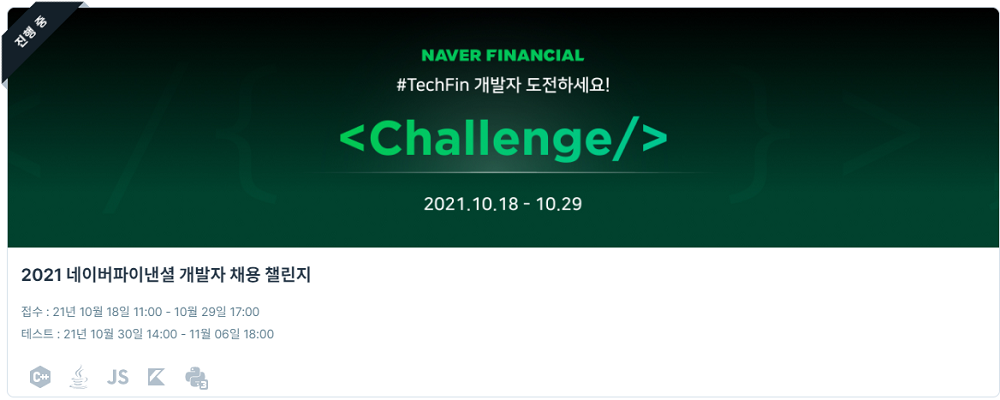 진행 중
NAVER FINANCIAL
#TechFin 개발자 도전하세요!
<Challenge/>
2021.10.18 - 10.29
2021 네이버파이낸셜 개발자 채용 챌린지
접수 : 21년 10월 18일 11:00 - 10월 29일 17:00
테스트 : 21년 10월 30일 14:00 - 11월 06일 18:00
C++ JS 3